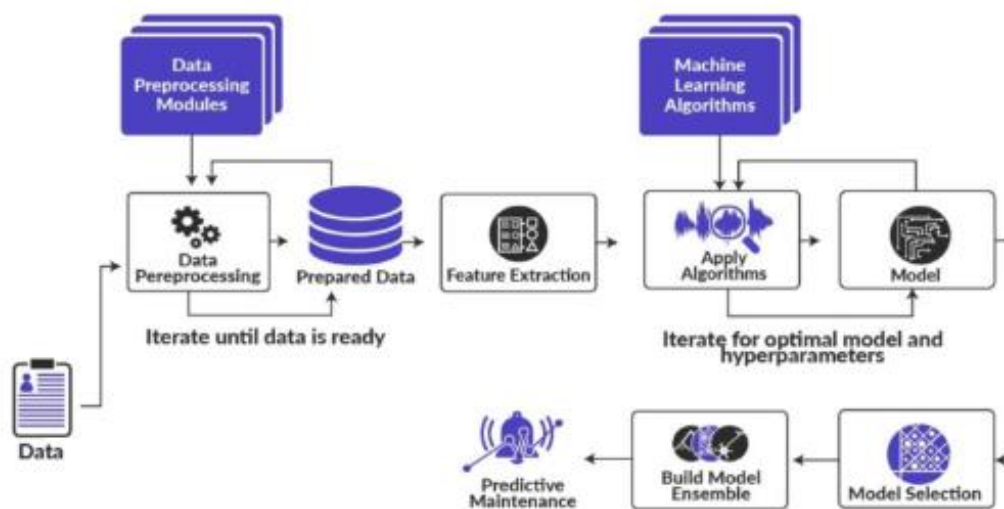 Data
Preprocessing
Modules
Machine
Learning
Algorithms
Data
Pereprocessing
Prepared Data
Feature Extraction
Apply
Algorithms
Model
Iterate until data is ready
Iterate for optimal model and
hyperparameters
Data
Predictive
Maintenance
Build Model
Ensemble
Model Selection